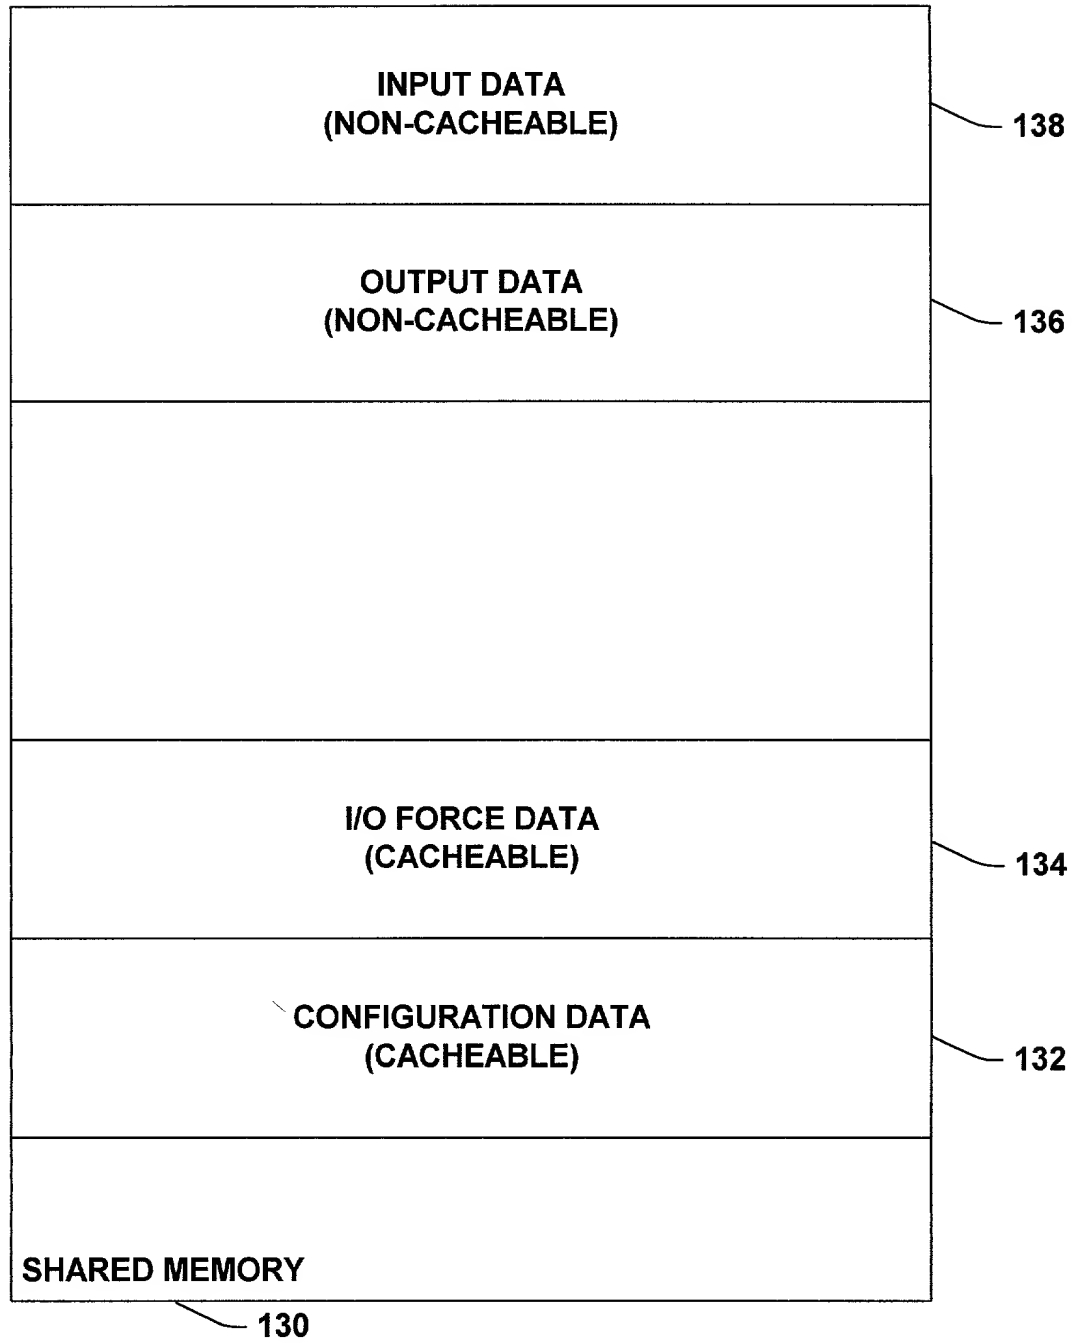 INPUT DATA
(NON-CACHEABLE)
138
OUTPUT DATA
(NON-CACHEABLE)
136
I/O FORCE DATA
(CACHEABLE)
134
CONFIGURATION DATA
(CACHEABLE)
132
SHARED MEMORY
130